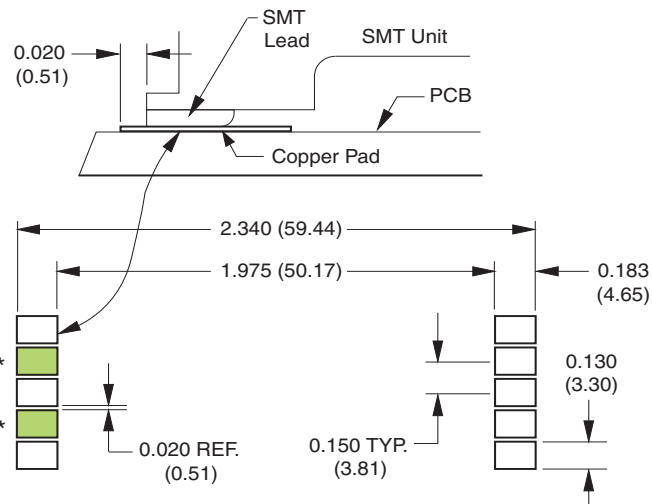 SMT
Lead
0.020
(0.51)
SMT Unit
PCB
Copper Pad
2.340 (59.44)
1.975 (50.17)
0.183
(4.65)
*
*
0.130
(3.30)
0.020 REF.
(0.51)
0.150 TYP.
(3.81)